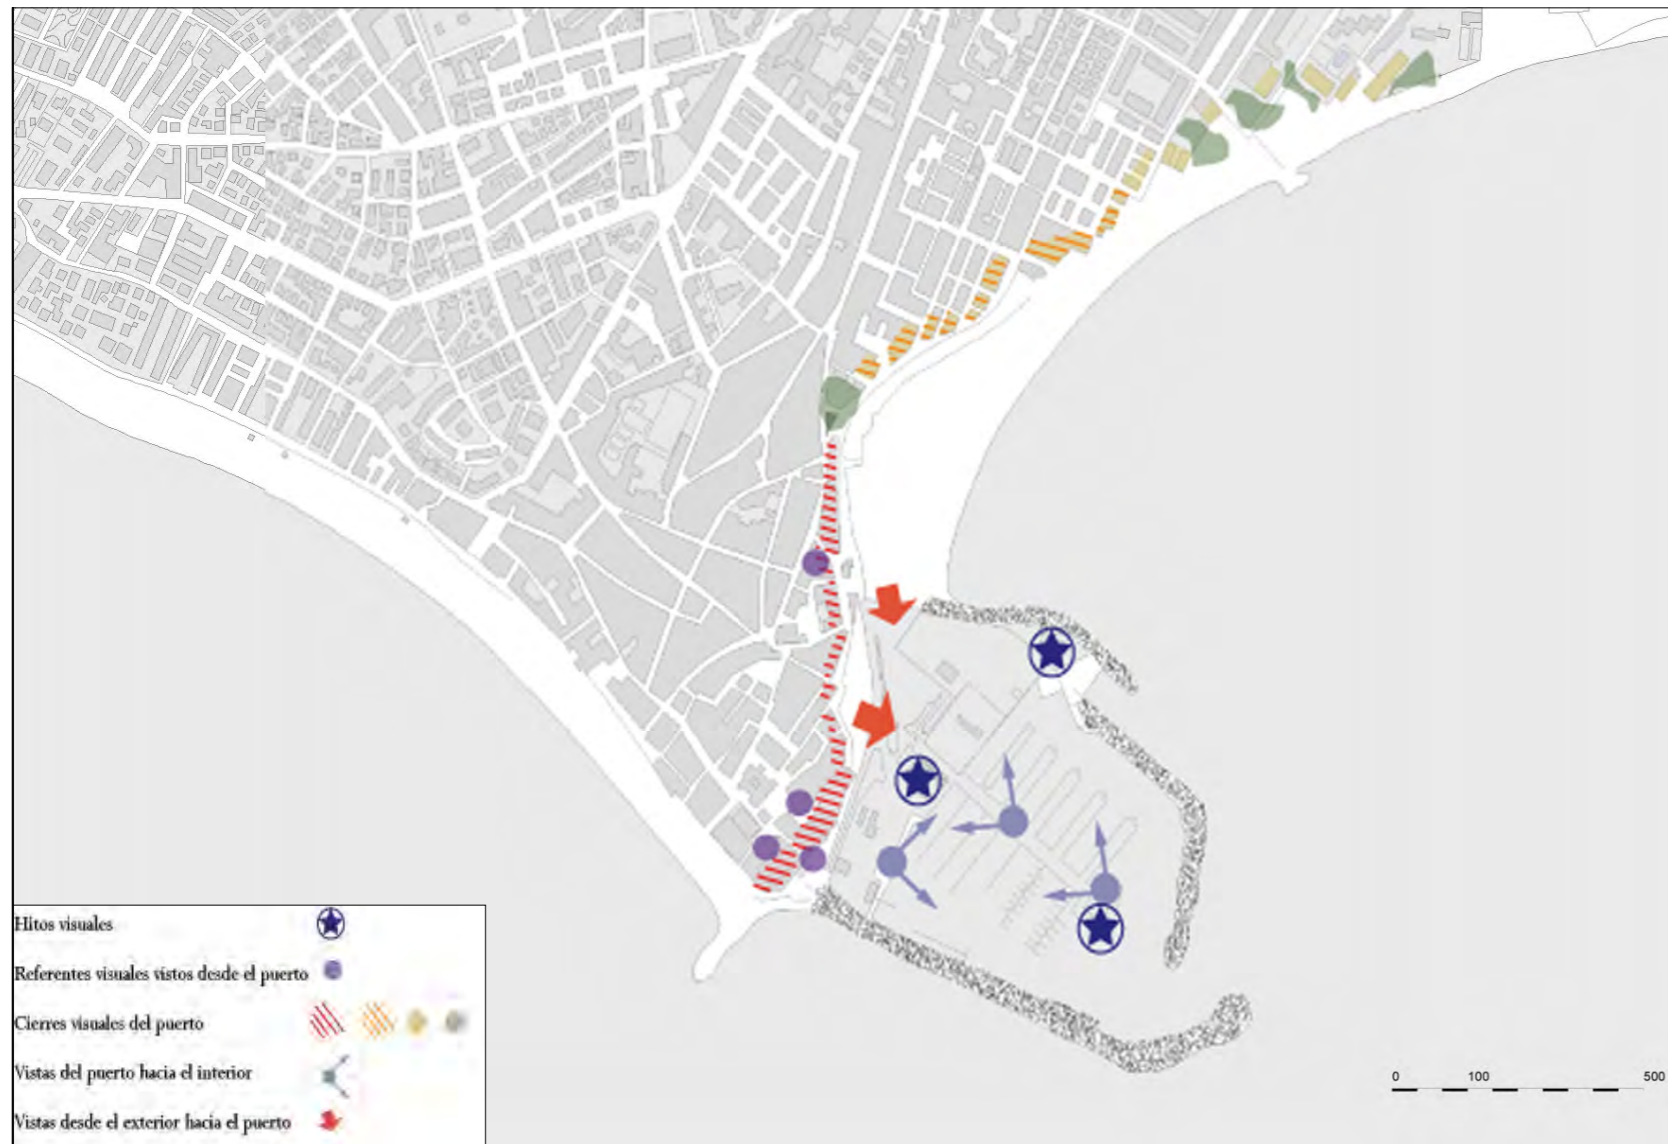 Hitos visuales
Referentes visuales vistos desde el puerto
Cierres visuales del puerto
Vistas del puerto hacia el interior
Vistas desde el exterior hacia el puerto
0 100 500